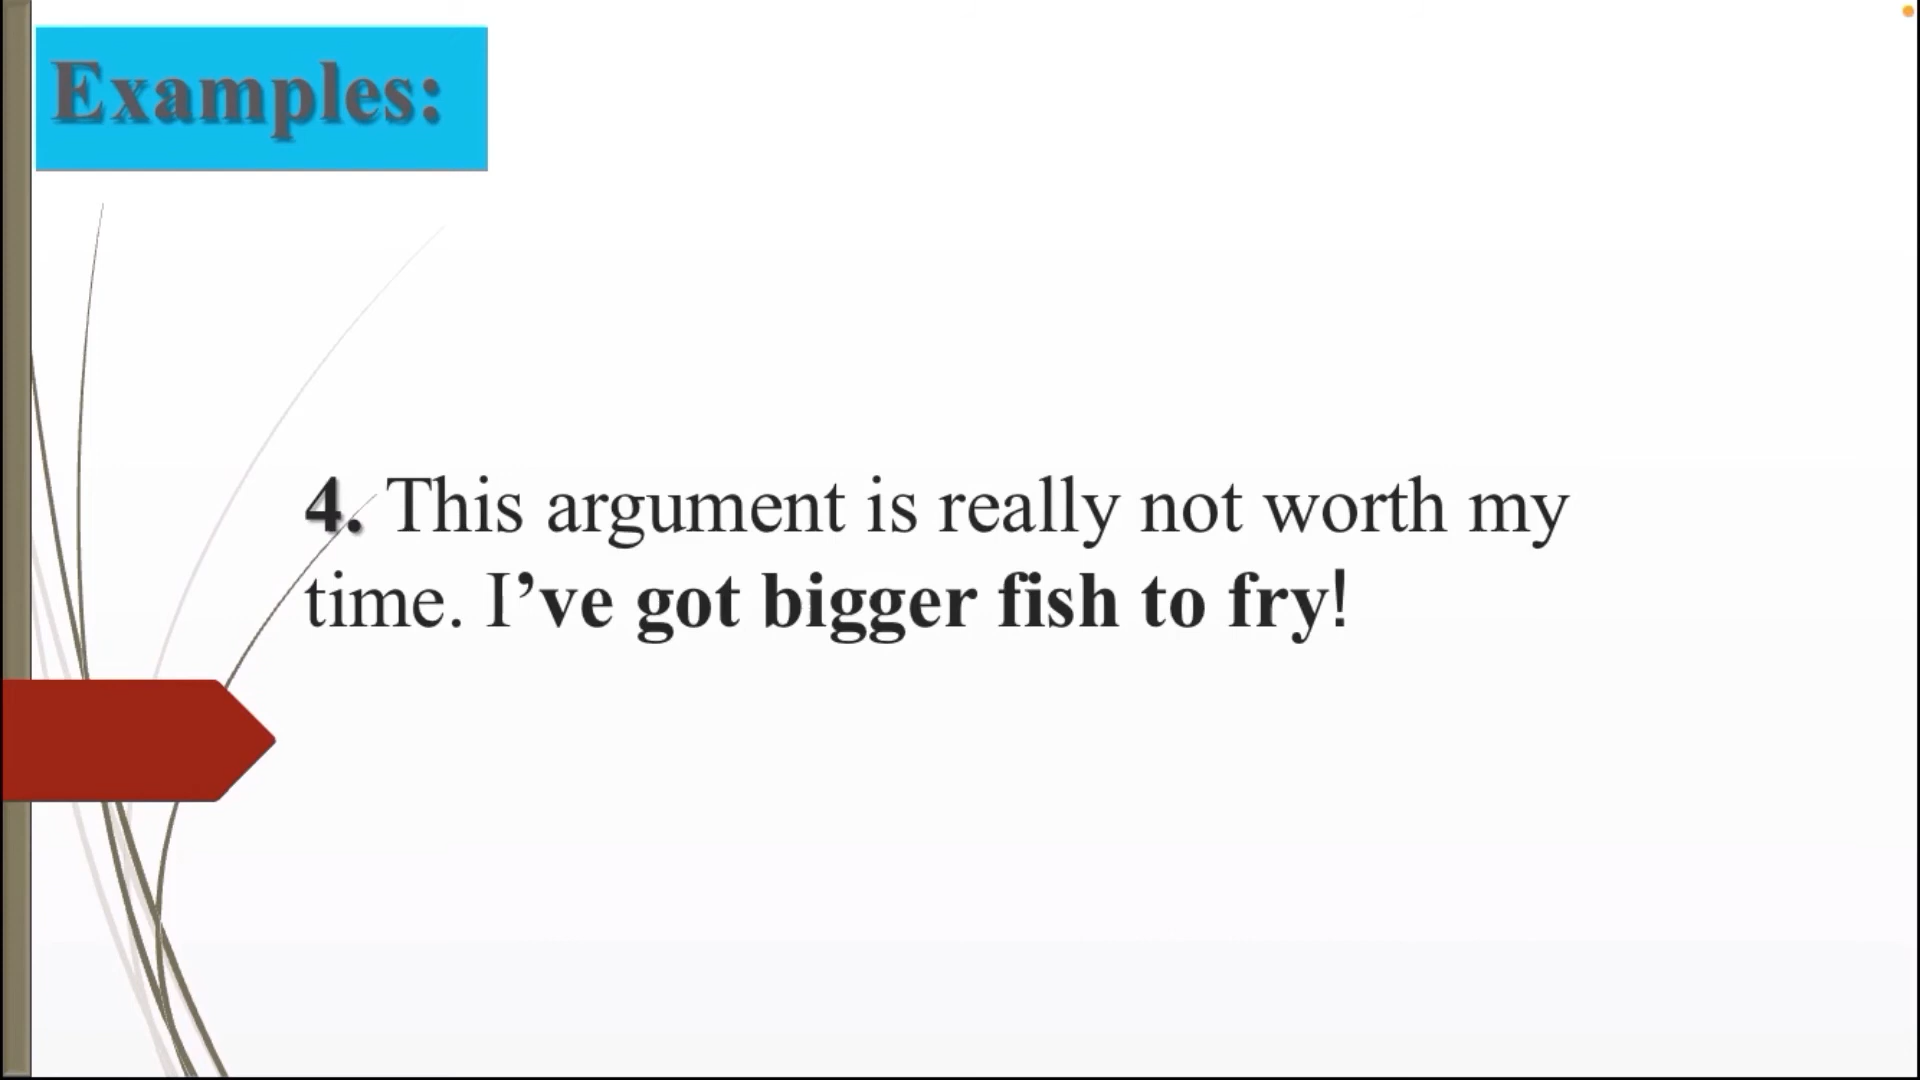 Examples:
4. This argument is really not worth my
time. I’ve got bigger fish to fry!